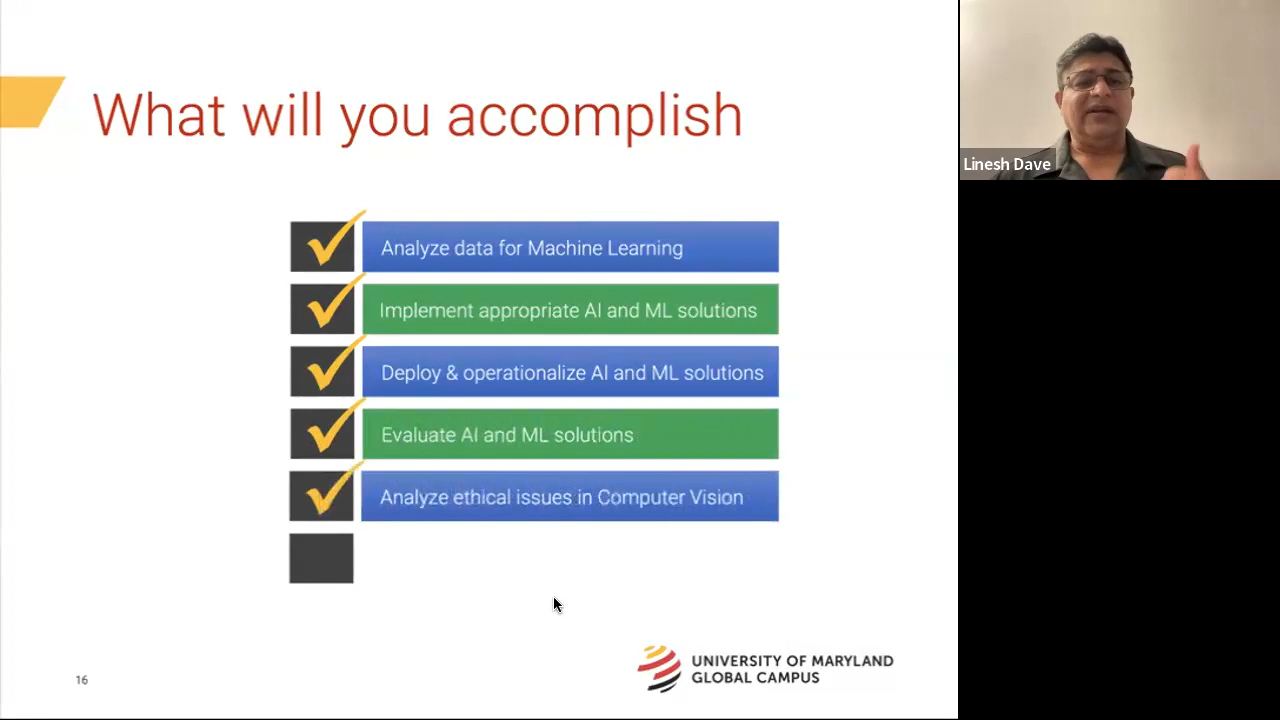 What will you accomplish
Linesh Dave
Analyze data for Machine Learning
Implement appropriate AI and ML solutions
Deploy & operationalize AI and ML solutions
Evaluate AI and ML solutions
Analyze ethical issues in Computer Vision
16
UNIVERSITY OF MARYLAND
GLOBAL CAMPUS